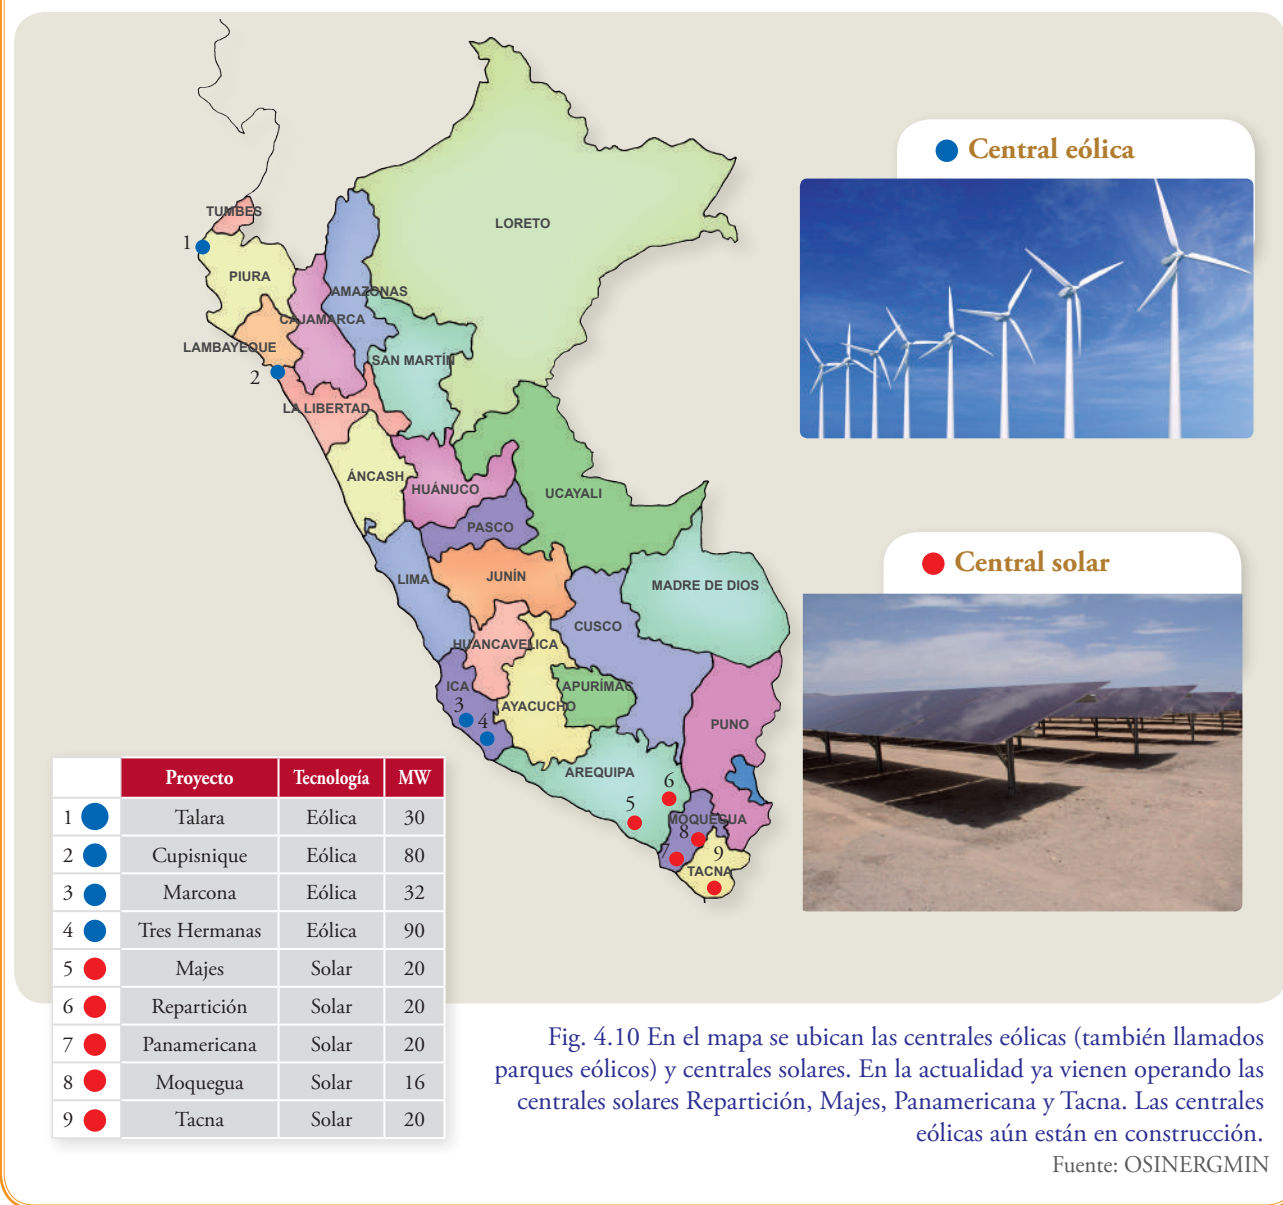 TUMBES
1
PIURA
LORETO
AMAZONAS
CAJAMARCA
LAMBAYEQUE
SAN MARTÍN
2
LA LIBERTAD
ÁNCASH
HUÁNUCO
UCAYALI
PASCO
LIMA
JUNÍN
MADRE DE DIOS
CUSCO
HUANCAVELICA
ICA
APURÍMAC
3
AYACUCHO
4
PUNO
AREQUIPA
6
5
MOQUEGUA
8
7
9
TACNA
Central eólica
Central solar
Proyecto Tecnología MW
1 Talara Eólica 30
2 Cupisnique Eólica 80
3 Marcona Eólica 32
4 Tres Hermanas Eólica 90
5 Majes Solar 20
6 Repartición Solar 20
7 Panamericana Solar 20
8 Moquegua Solar 16
9 Tacna Solar 20
Fig. 4.10 En el mapa se ubican las centrales eólicas (también llamados
parques eólicos) y centrales solares. En la actualidad ya vienen operando las
centrales solares Repartición, Majes, Panamericana y Tacna. Las centrales
eólicas aún están en construcción.
Fuente: OSINERGMIN